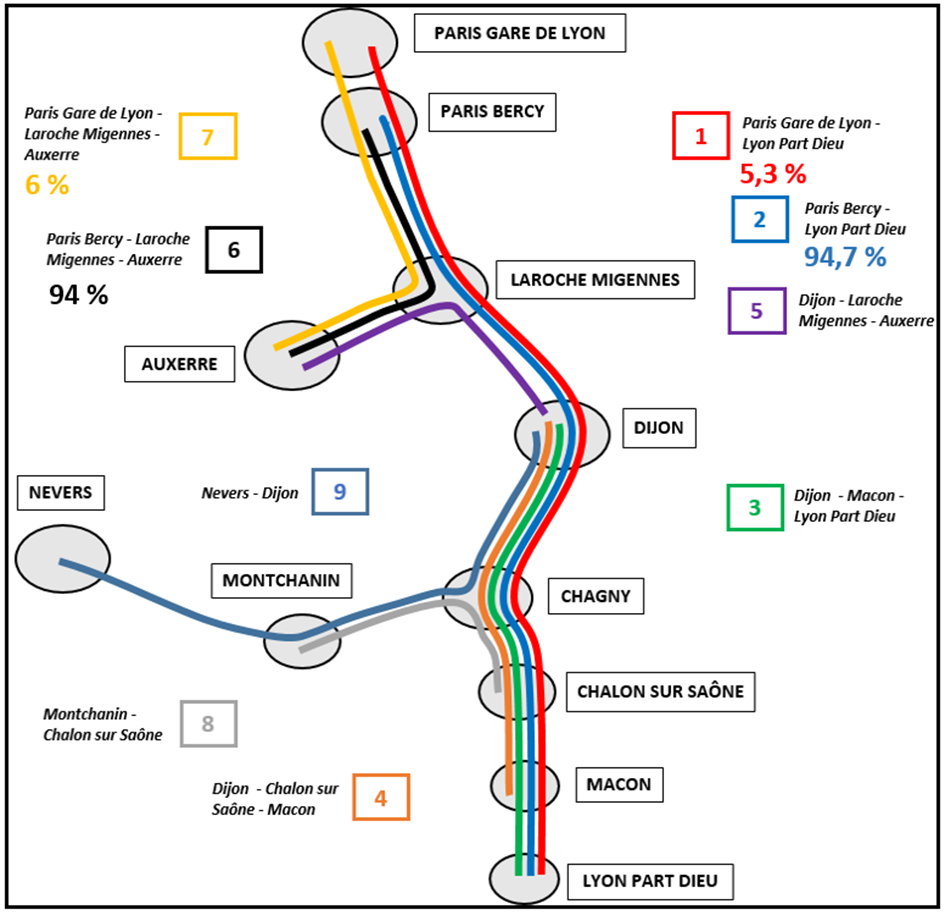 PARIS GARE DE LYON
PARIS BERCY
Paris Gare de Lyon -
Laroche Migennes -
Auxerre
7
6 %
1
Paris Gare de Lyon -
Lyon Part Dieu
5,3 %
2
Paris Bercy -
Lyon Part Dieu
94,7 %
Paris Bercy - Laroche
Migennes - Auxerre
6
94 %
LAROCHE MIGENNES
5
Dijon - Laroche
Migennes - Auxerre
AUXERRE
DIJON
NEVERS
Nevers - Dijon
9
3
Dijon - Macon -
Lyon Part Dieu
MONTCHANIN
CHAGNY
CHALON SUR SAÔNE
Montchanin -
Chalon sur Saône
8
Dijon - Chalon sur
Saône - Macon
4
MACON
LYON PART DIEU